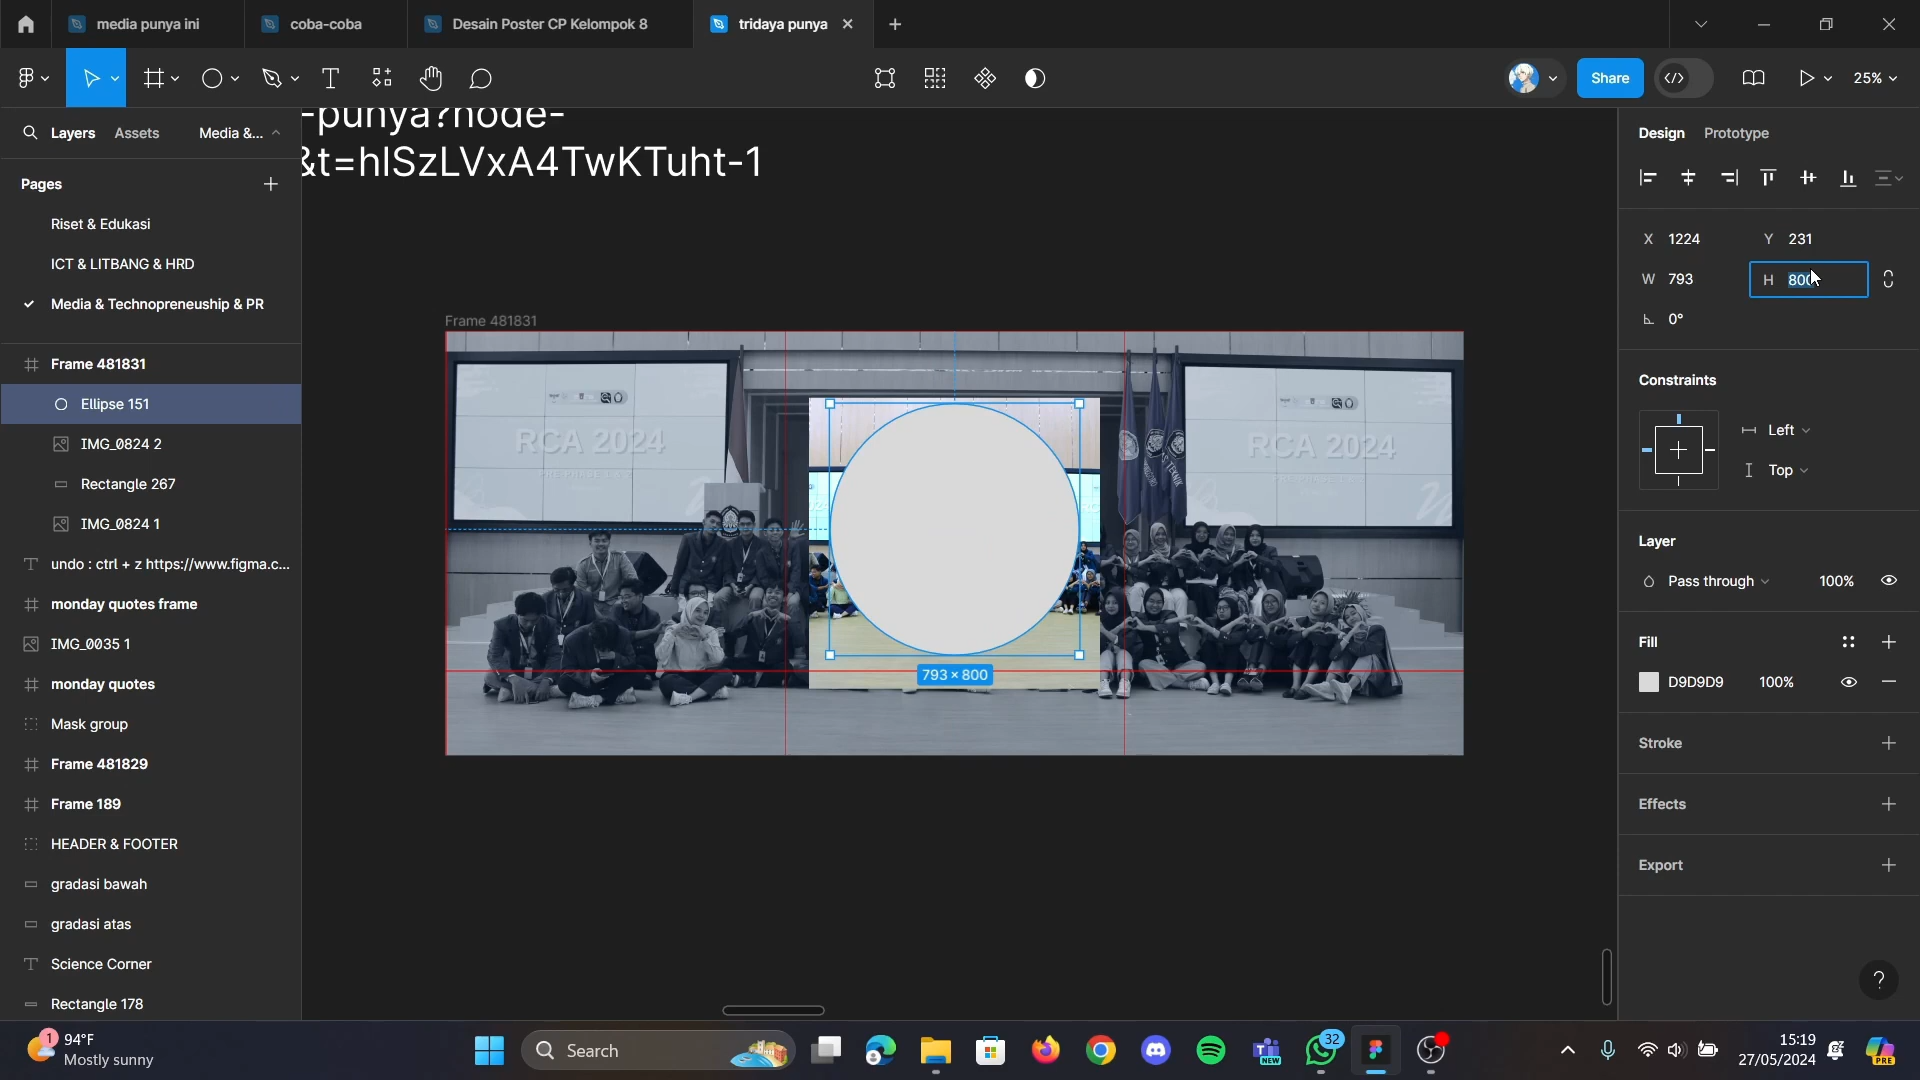 media punya ini
coba-coba
Desain Poster CP Kelompok 8
tridaya punya
Share
25%
Layers
Assets
Media &...
Pages
Riset & Edukasi
ICT & LITBANG & HRD
Media & Technopreneuship & PR
Frame 481831
Ellipse 151
IMG_0824 2
Rectangle 267
IMG_0824 1
undo : ctrl + z https://www.figma.c...
monday quotes frame
IMG_0035 1
monday quotes
Mask group
Frame 481829
Frame 189
HEADER & FOOTER
gradasi bawah
gradasi atas
Science Corner
Rectangle 178
-punya?node-
&t=hlSzLVxA4TwKTuht-1
Frame 481831
RCA 2024
RCA 2024
793 × 800
Design
Prototype
X 1224
Y 231
W 793
H 800
0°
Constraints
Left
Top
Layer
Pass through
100%
Fill
D9D9D9
100%
Stroke
Effects
Export
?
1
94°F
Mostly sunny
Search
NEW
32
15:19
27/05/2024
PRE